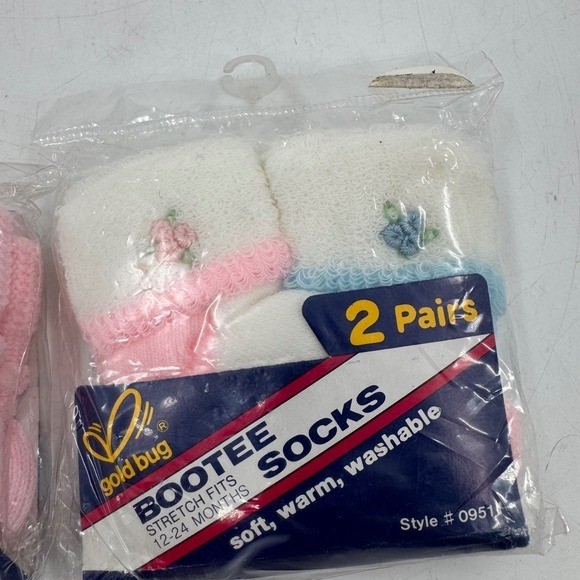 2 Pairs
gold bug ®
BOOTEE
SOCKS
STRETCH FITS
12-24 MONTHS
soft, warm, washable
Style # 0951